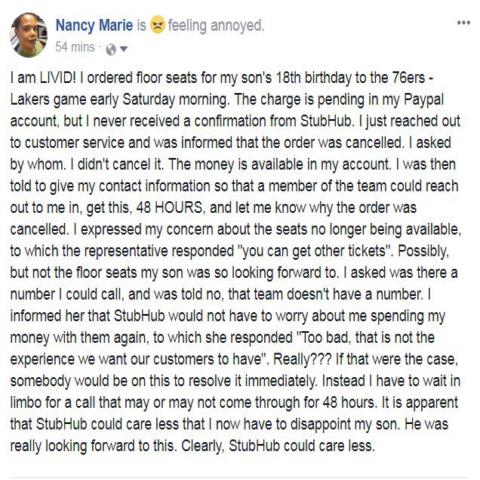 Nancy Marie is 😠 feeling annoyed.
54 mins ·
I am LIVID! I ordered floor seats for my son's 18th birthday to the 76ers -
Lakers game early Saturday morning. The charge is pending in my Paypal
account, but I never received a confirmation from StubHub. I just reached out
to customer service and was informed that the order was cancelled. I asked
by whom. I didn't cancel it. The money is available in my account. I was then
told to give my contact information so that a member of the team could reach
out to me in, get this, 48 HOURS, and let me know why the order was
cancelled. I expressed my concern about the seats no longer being available,
to which the representative responded "you can get other tickets". Possibly,
but not the floor seats my son was so looking forward to. I asked was there a
number I could call, and was told no, that team doesn't have a number. I
informed her that StubHub would not have to worry about me spending my
money with them again, to which she responded "Too bad, that is not the
experience we want our customers to have". Really??? If that were the case,
somebody would be on this to resolve it immediately. Instead I have to wait in
limbo for a call that may or may not come through for 48 hours. It is apparent
that StubHub could care less that I now have to disappoint my son. He was
really looking forward to this. Clearly, StubHub could care less.